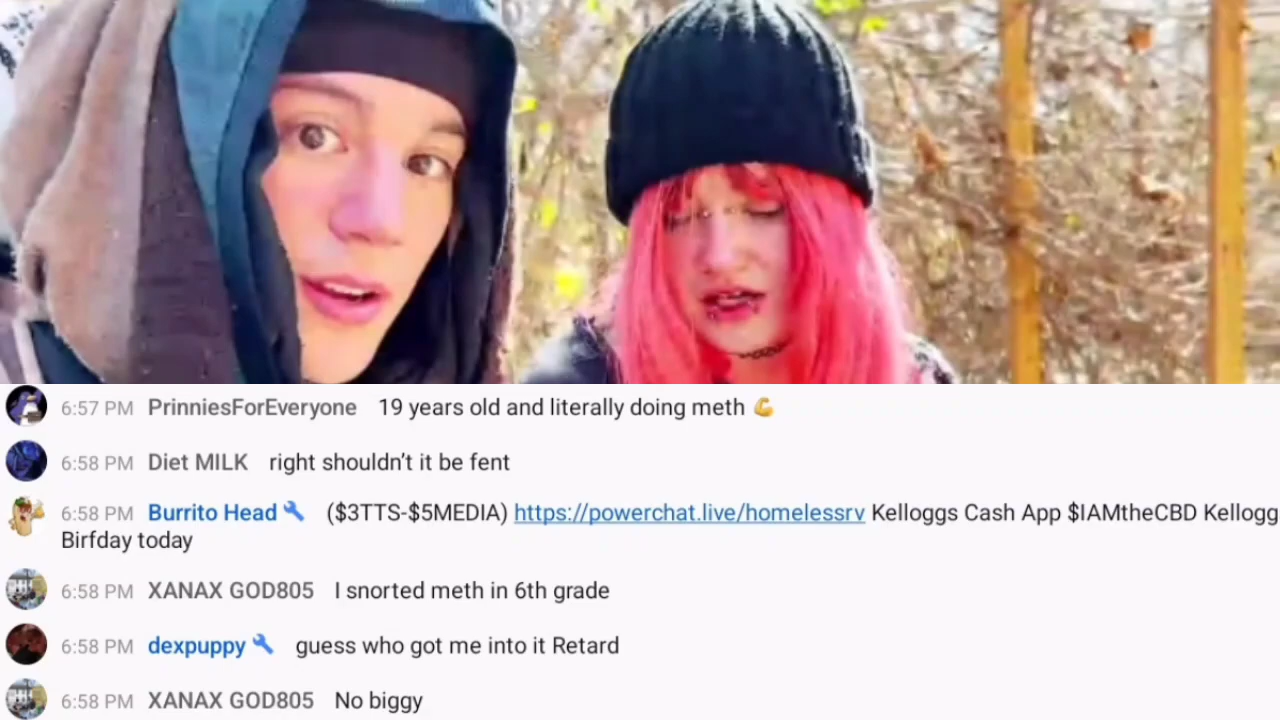 6:57 PM PrinniesForEveryone 19 years old and literally doing meth 💪
6:58 PM Diet MILK right shouldn't it be fent
6:58 PM Burrito Head ($3TTS-$5MEDIA) https://powerchat.live/homelessrv Kelloggs Cash App $IAMtheCBD Kellogg
Birfday today
6:58 PM XANAX GOD805 I snorted meth in 6th grade
6:58 PM dexpuppy guess who got me into it Retard
6:58 PM XANAX GOD805 No biggy